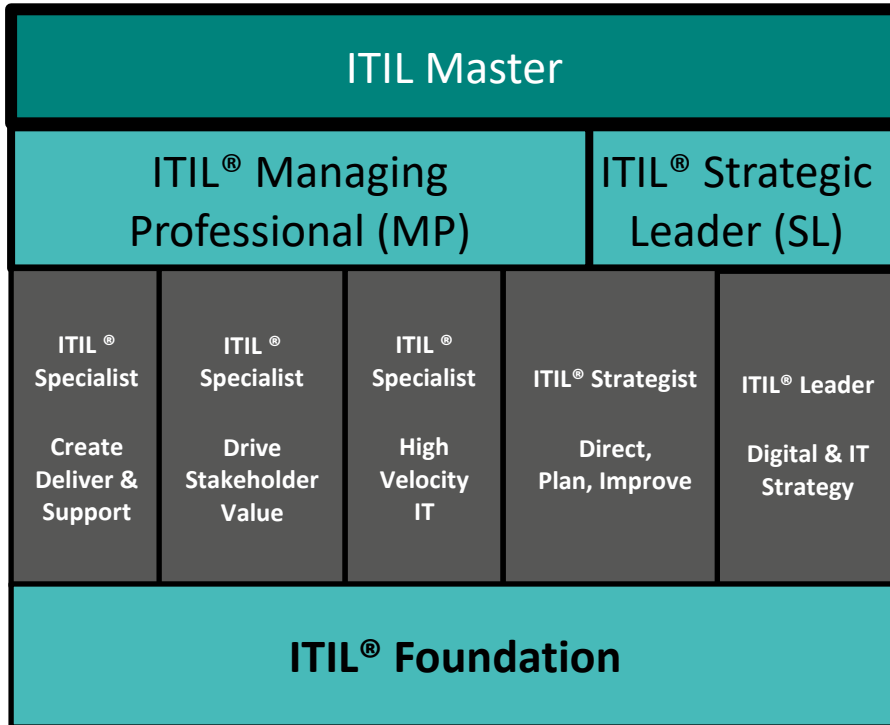 ITIL Master
ITIL® Managing
Professional (MP)
ITIL® Strategic
Leader (SL)
ITIL ®
Specialist
Create
Deliver &
Support
ITIL ®
Specialist
Drive
Stakeholder
Value
ITIL ®
Specialist
High
Velocity
IT
ITIL® Strategist
Direct,
Plan, Improve
ITIL® Leader
Digital & IT
Strategy
ITIL® Foundation